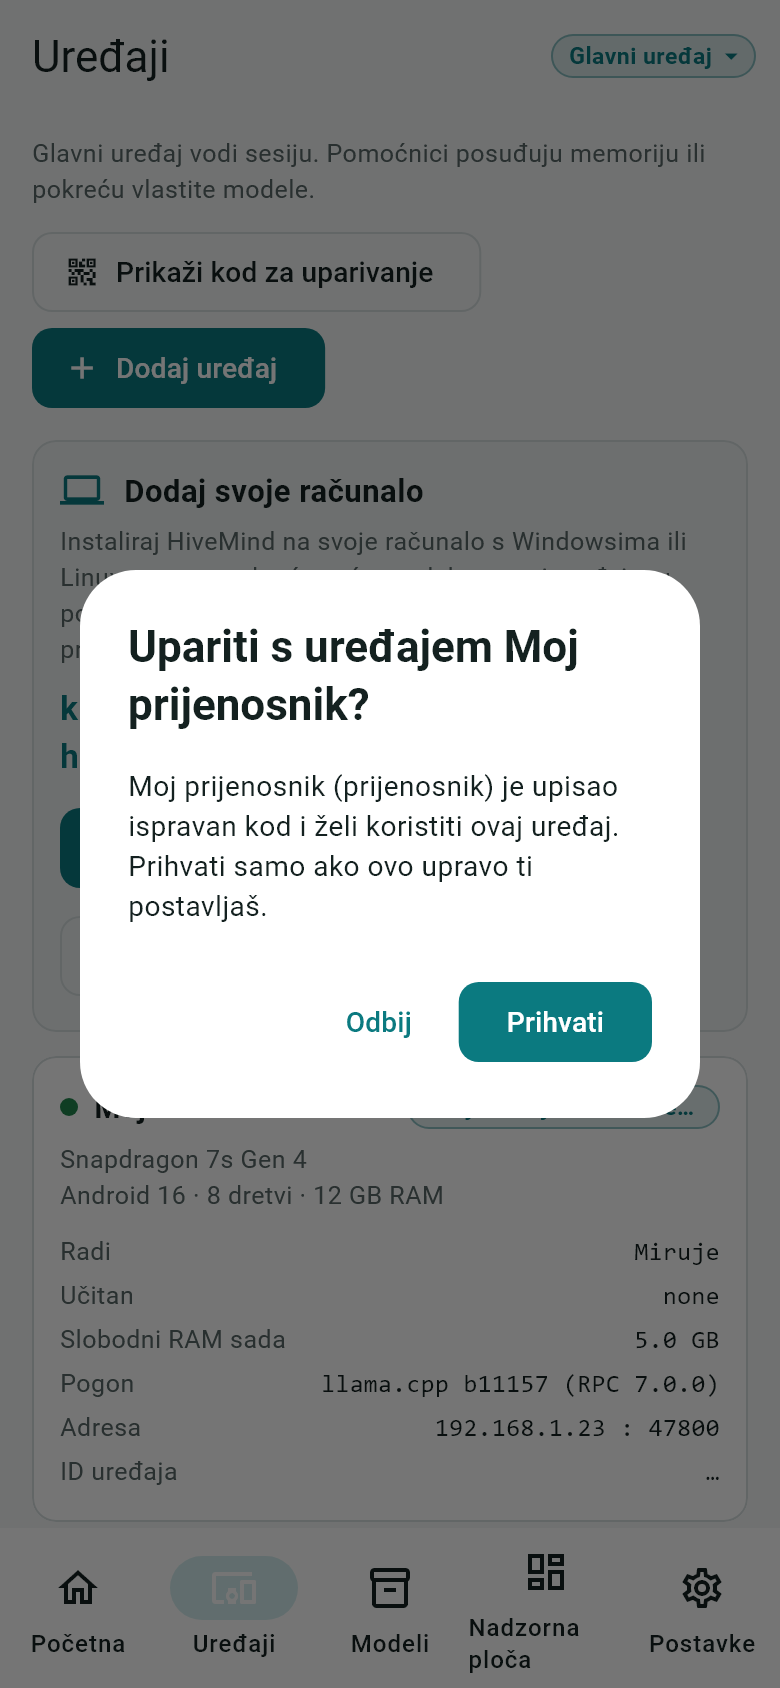 Uređaji
Glavni uređaj
Glavni uređaj vodi sesiju. Pomoćnici posuđuju memoriju ili
pokreću vlastite modele.
Prikaži kod za uparivanje
Dodaj uređaj
Dodaj svoje računalo
Instaliraj HiveMind na svoje računalo s Windowsima ili
Upariti s uređajem Moj
prijenosnik?
Moj prijenosnik (prijenosnik) je upisao
ispravan kod i želi koristiti ovaj uređaj.
Prihvati samo ako ovo upravo ti
postavljaš.
Odbij
Prihvati
Snapdragon 7s Gen 4
Android 16 · 8 dretvi · 12 GB RAM
Radi Miruje
Učitan none
Slobodni RAM sada 5.0 GB
Pogon llama.cpp b11157 (RPC 7.0.0)
Adresa 192.168.1.23 : 47800
ID uređaja …
Početna
Uređaji
Modeli
Nadzorna
ploča
Postavke